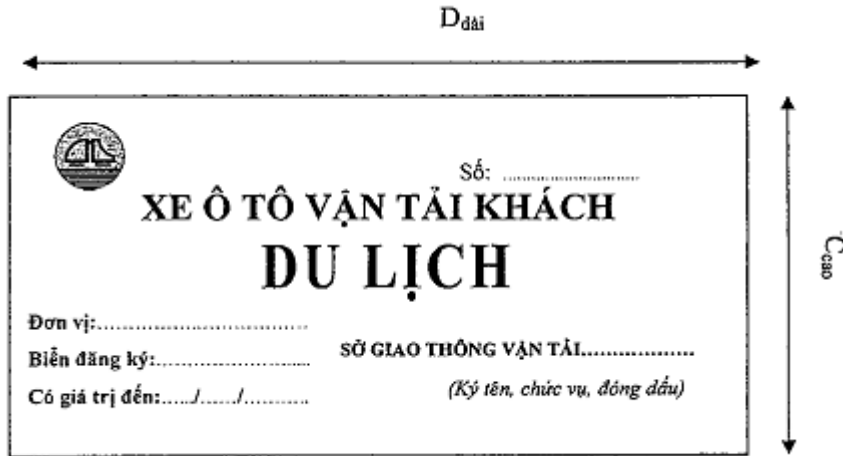 Ddài
Số: ........................
XE Ô TÔ VẬN TẢI KHÁCH
DU LỊCH
Đơn vị:....................................
Biển đăng ký:..........................
Có giá trị đến:...../....../...........
SỞ GIAO THÔNG VẬN TẢI...................
(Ký tên, chức vụ, đóng dấu)
Ccao